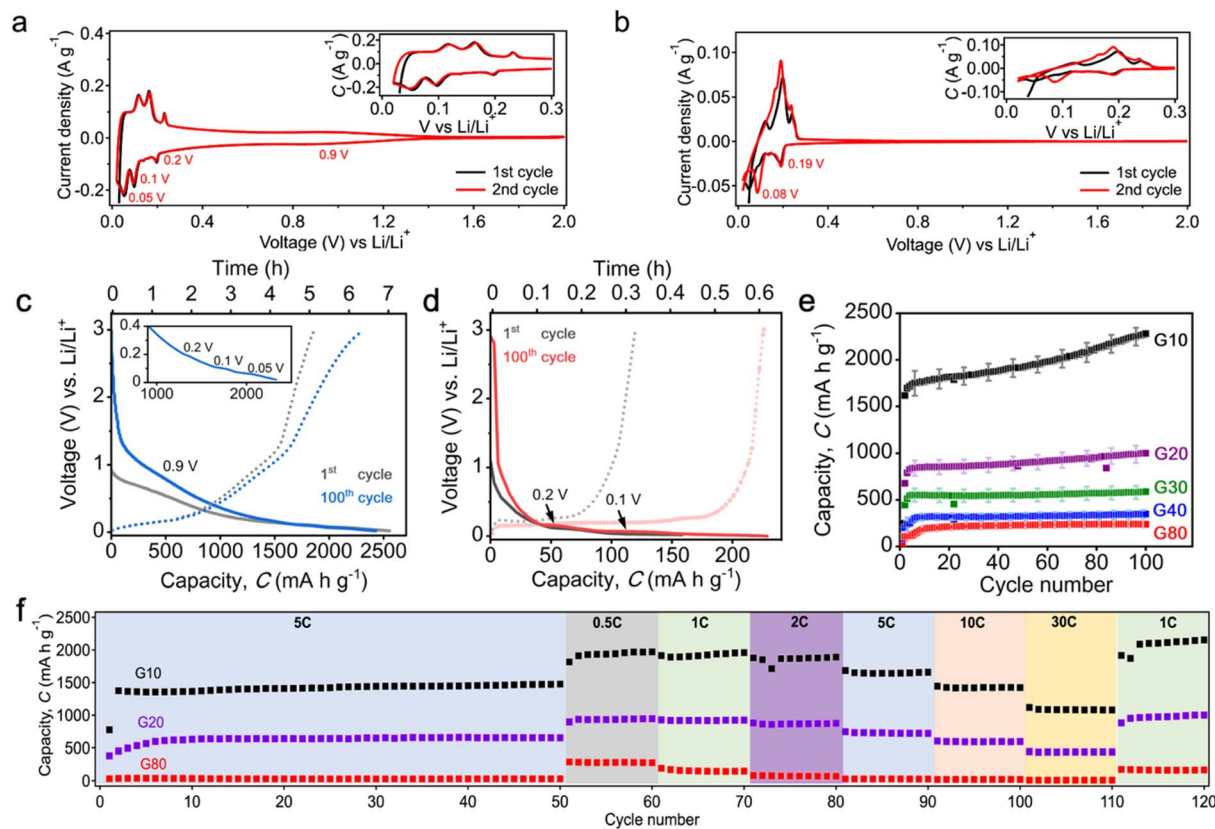 a
Current density (A g⁻¹)
0.4
0.2
0.0
-0.2
0.0 0.4 0.8 1.2 1.6 2.0
Voltage (V) vs Li/Li⁺
0.2 V
0.1 V
0.05 V
0.9 V
1st cycle
2nd cycle
C (A g⁻¹)
0.2
0.0
-0.2
0.0 0.1 0.2 0.3
V vs Li/Li⁺
b
Current density (A g⁻¹)
0.10
0.05
0.00
-0.05
0.0 0.4 0.8 1.2 1.6 2.0
Voltage (V) vs Li/Li⁺
0.19 V
0.08 V
1st cycle
2nd cycle
C (A g⁻¹)
0.10
0.00
-0.10
0.0 0.1 0.2 0.3
V vs Li/Li⁺
c
Time (h)
0 1 2 3 4 5 6 7
Voltage (V) vs. Li/Li⁺
3
2
1
0
0.4
0.2
0
0.2 V
0.1 V
0.05 V
1000 2000
0.9 V
1ˢᵗ cycle
100ᵗʰ cycle
0 500 1000 1500 2000 2500
Capacity, C (mA h g⁻¹)
d
Time (h)
0 0.1 0.2 0.3 0.4 0.5 0.6
Voltage (V) vs. Li/Li⁺
3
2
1
0
1ˢᵗ cycle
100ᵗʰ cycle
0.2 V
0.1 V
0 50 100 150 200
Capacity, C (mA h g⁻¹)
e
Capacity, C (mA h g⁻¹)
2500
2000
1500
1000
500
0
G10
G20
G30
G40
G80
0 20 40 60 80 100
Cycle number
f
Capacity, C (mA h g⁻¹)
2500
2000
1500
1000
500
0
5C 0.5C 1C 2C 5C 10C 30C 1C
G10
G20
G80
0 10 20 30 40 50 60 70 80 90 100 110 120
Cycle number